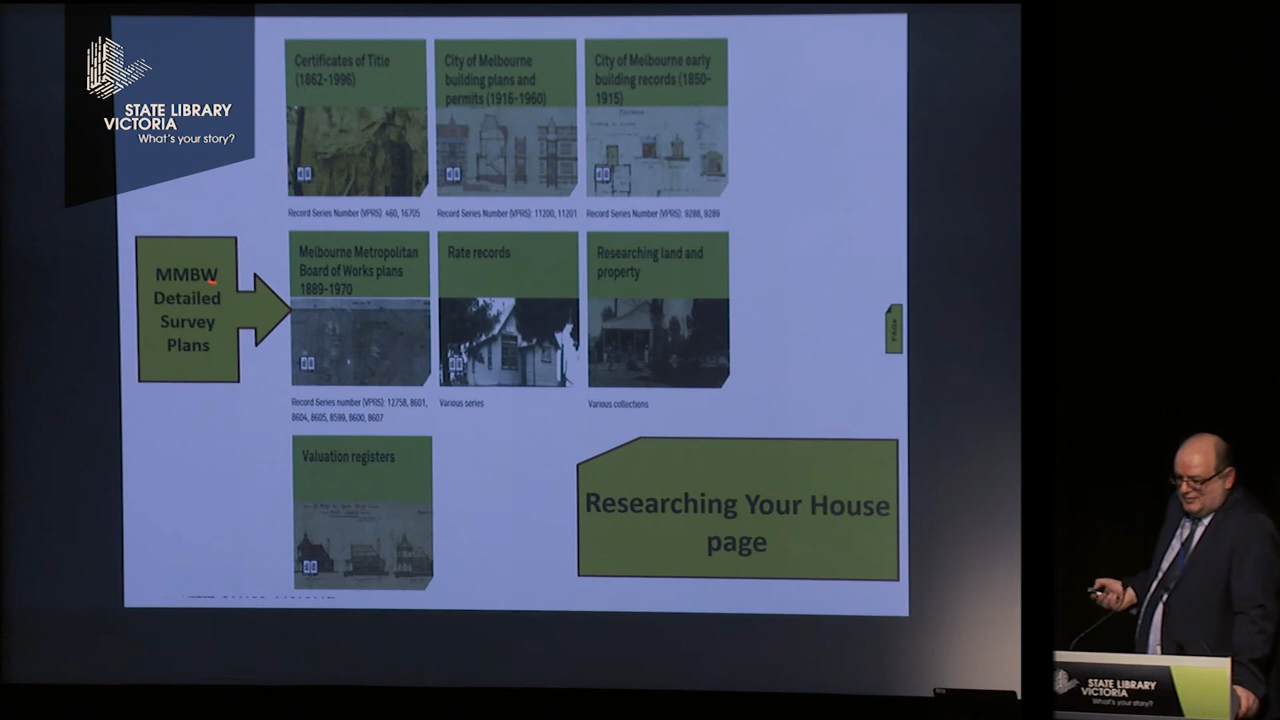 STATE LIBRARY
VICTORIA
What's your story?
Certificates of Title
(1862-1996)
City of Melbourne
building plans and
permits (1916-1960)
City of Melbourne early
building records (1850-
1915)
Record Series Number (VPRS): 460, 16705
Record Series Number (VPRS): 11200, 11201
Record Series Number (VPRS): 9288, 9289
MMBW
Detailed
Survey
Plans
Melbourne Metropolitan
Board of Works plans
1889-1970
Rate records
Researching land and
property
Record Series number (VPRS): 12758, 8601,
8604, 8605, 8599, 8600, 8607
Various series
Various collections
Valuation registers
Researching Your House
page
STATE LIBRARY
VICTORIA
What's your story?